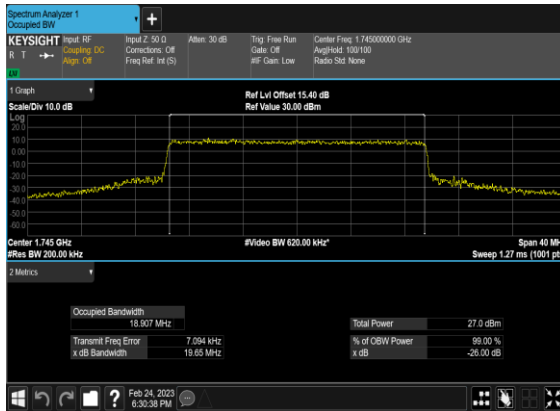 Spectrum Analyzer 1
Occupied BW
KEYSIGHT
R T
Input: RF
Coupling: DC
Align: Off
Input Z: 50 Ω
Corrections: Off
Freq Ref: Int (S)
Atten: 30 dB
Trig: Free Run
Gate: Off
#IF Gain: Low
Center Freq: 1.745000000 GHz
Avg|Hold: 100/100
Radio Std: None
1 Graph
Scale/Div 10.0 dB
Ref Lvl Offset 15.40 dB
Ref Value 30.00 dBm
Log
20.0
10.0
0.00
-10.0
-20.0
-30.0
-40.0
-50.0
-60.0
Center 1.745 GHz
#Res BW 200.00 kHz
#Video BW 620.00 kHz*
Span 40 MH
Sweep 1.27 ms (1001 pt
2 Metrics
Occupied Bandwidth
18.907 MHz
Transmit Freq Error 7.094 kHz
x dB Bandwidth 19.65 MHz
Total Power 27.0 dBm
% of OBW Power 99.00 %
x dB -26.00 dB
Feb 24, 2023
6:30:38 PM